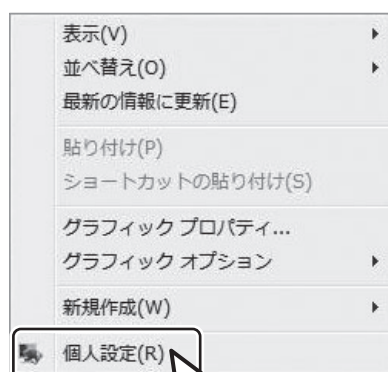 表示(V)
並べ替え(O)
最新の情報に更新(E)
貼り付け(P)
ショートカットの貼り付け(S)
グラフィック プロパティ...
グラフィック オプション
新規作成(W)
個人設定(R)